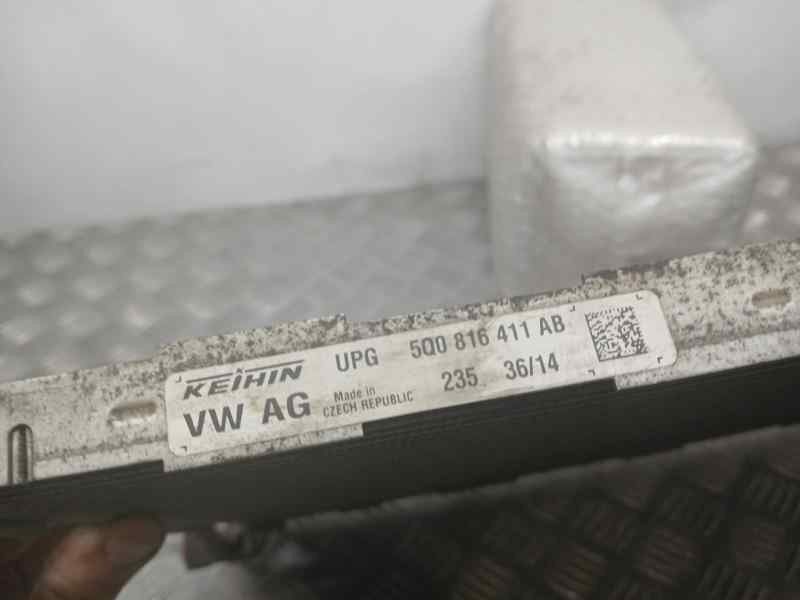 KEIHIN UPG 5Q0 816 411 AB
VW AG Made in CZECH REPUBLIC 235 36/14